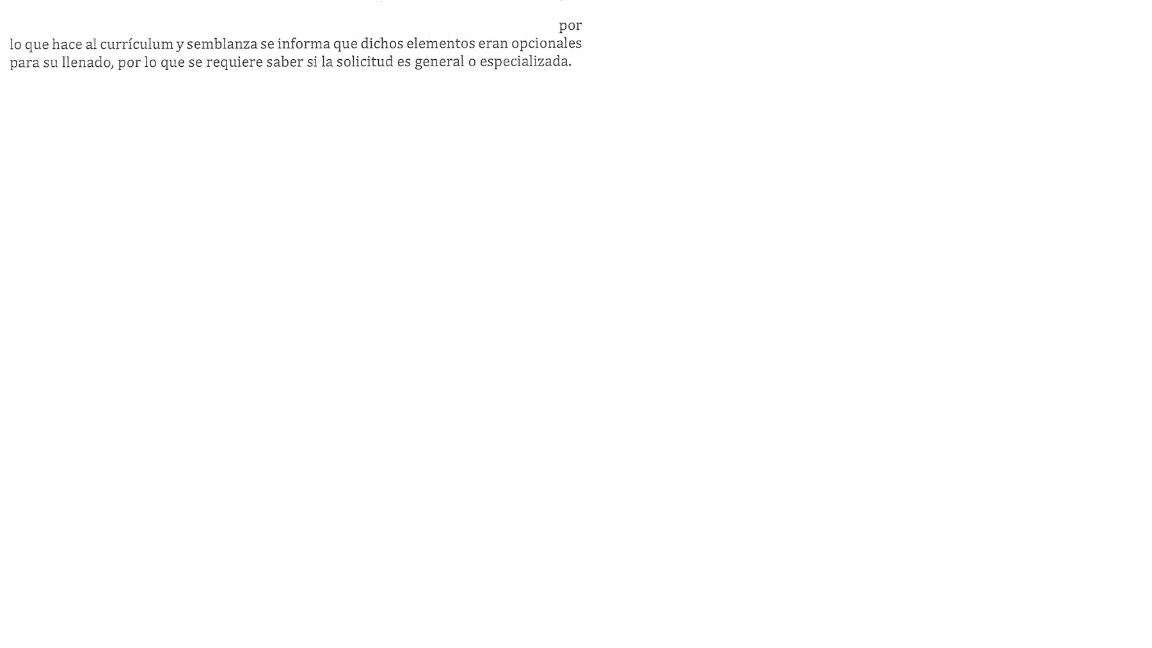 por
lo que hace al currículum y semblanza se informa que dichos elementos eran opcionales
para su llenado, por lo que se requiere saber si la solicitud es general o especializada.